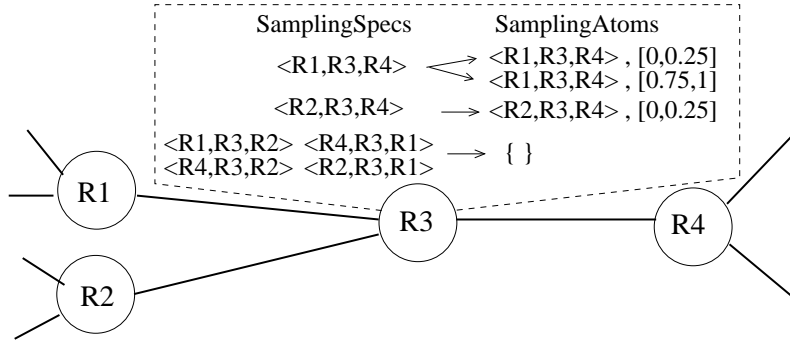 SamplingSpecs SamplingAtoms
<R1,R3,R4> <R1,R3,R4> , [0,0.25]
<R1,R3,R4> , [0.75,1]
<R2,R3,R4> <R2,R3,R4> , [0,0.25]
<R1,R3,R2> <R4,R3,R1>
<R4,R3,R2> <R2,R3,R1> { }
R1
R3
R4
R2